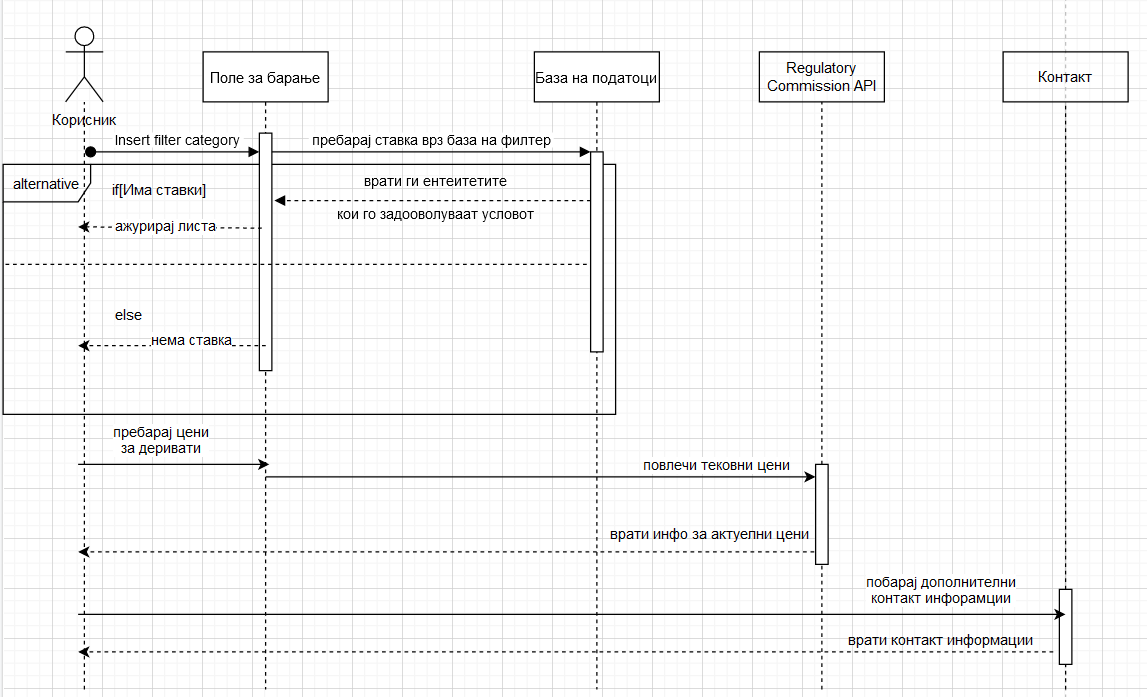 Корисник
Поле за барање
База на податоци
Regulatory
Commission API
Контакт
Insert filter category
пребарај ставка врз база на филтер
alternative
if[Има ставки]
врати ги ентеитетите
кои го задооволуваат условот
ажурирај листа
else
нема ставка
пребарај цени
за деривати
повлечи тековни цени
врати инфо за актуелни цени
побарај дополнителни
контакт инфорамции
врати контакт информации